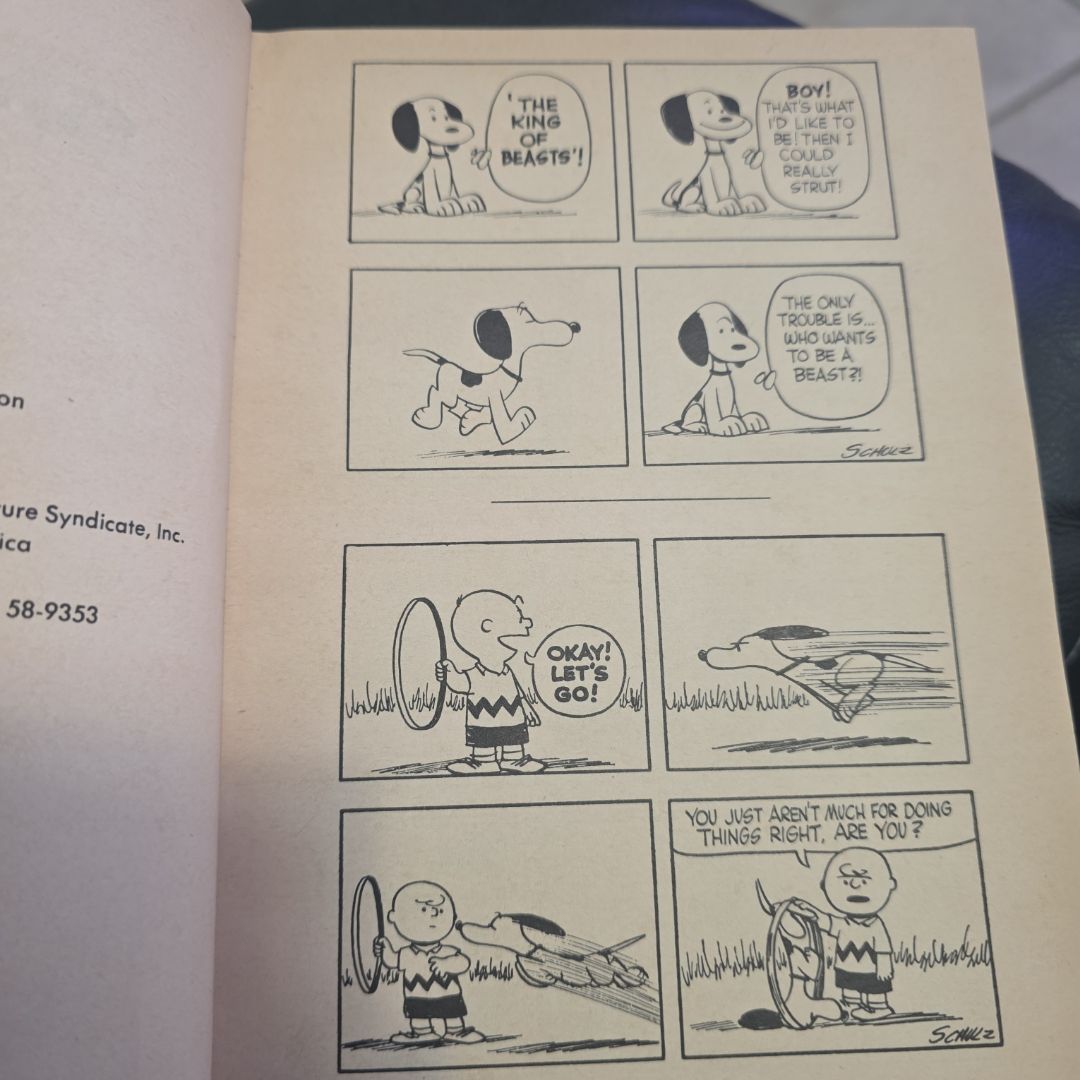 on
ure Syndicate, Inc.
ica
58-9353
'THE
KING
OF
BEASTS'!
BOY!
THAT'S WHAT
I'D LIKE TO
BE! THEN I
COULD
REALLY
STRUT!
THE ONLY
TROUBLE IS...
WHO WANTS
TO BE A
BEAST?!
SCHULZ
OKAY!
LET'S
GO!
YOU JUST AREN'T MUCH FOR DOING
THINGS RIGHT, ARE YOU?
SCHULZ